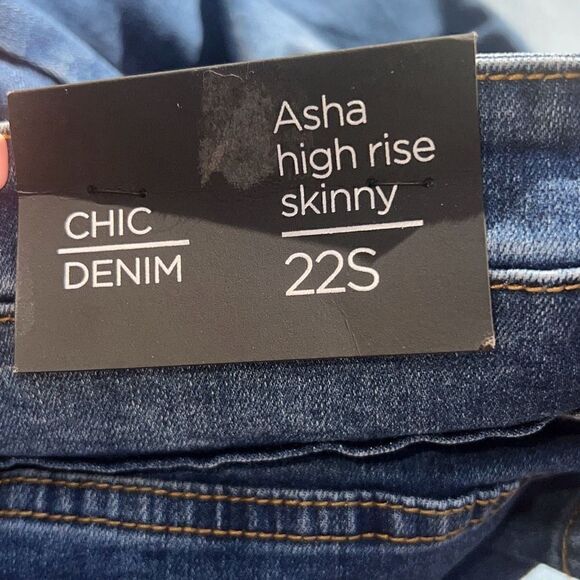 CHIC
DENIM
Asha
high rise
skinny
22S